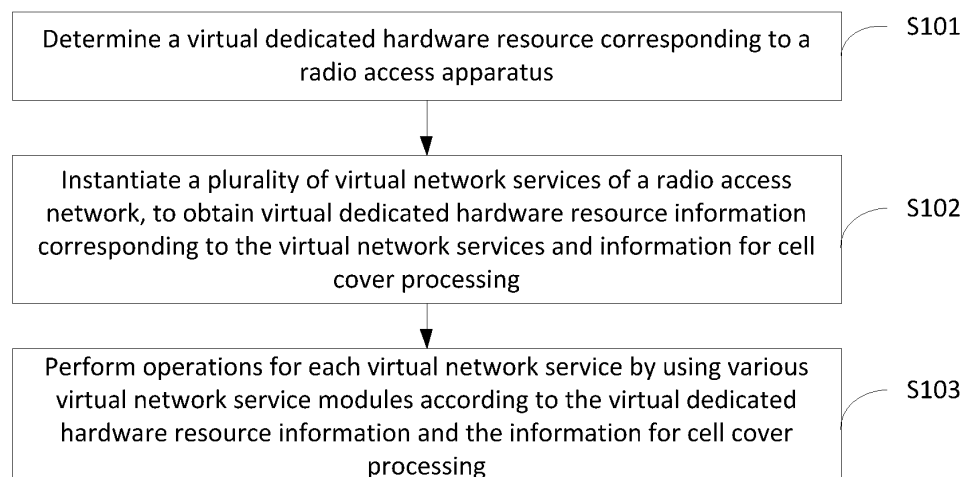 Determine a virtual dedicated hardware resource corresponding to a
radio access apparatus
S101
Instantiate a plurality of virtual network services of a radio access
network, to obtain virtual dedicated hardware resource information
corresponding to the virtual network services and information for cell
cover processing
S102
Perform operations for each virtual network service by using various
virtual network service modules according to the virtual dedicated
hardware resource information and the information for cell cover
processing
S103